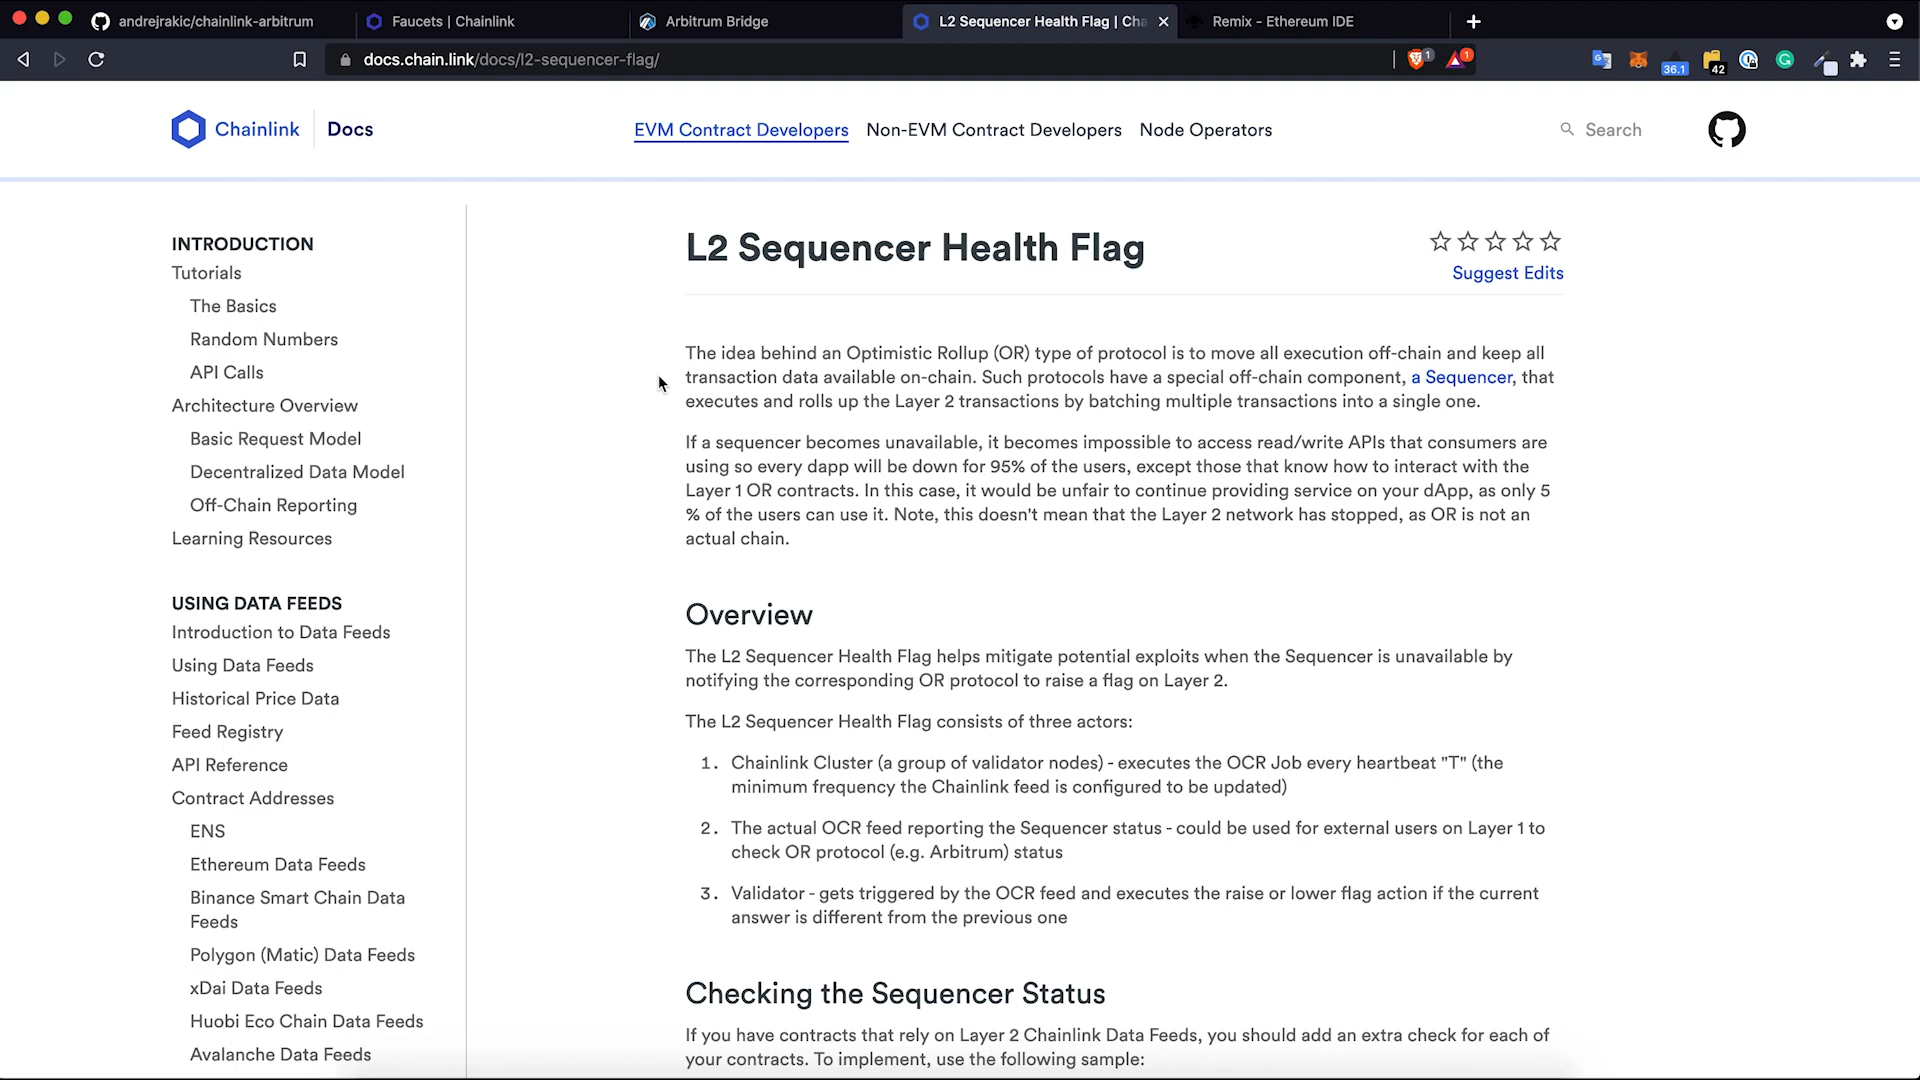 andrejrakic/chainlink-arbitrum
Faucets | Chainlink
Arbitrum Bridge
L2 Sequencer Health Flag | Cha
Remix - Ethereum IDE
docs.chain.link/docs/l2-sequencer-flag/
1
1
36.1
42
Chainlink
Docs
EVM Contract Developers
Non-EVM Contract Developers
Node Operators
Search
INTRODUCTION
Tutorials
The Basics
Random Numbers
API Calls
Architecture Overview
Basic Request Model
Decentralized Data Model
Off-Chain Reporting
Learning Resources
USING DATA FEEDS
Introduction to Data Feeds
Using Data Feeds
Historical Price Data
Feed Registry
API Reference
Contract Addresses
ENS
Ethereum Data Feeds
Binance Smart Chain Data
Feeds
Polygon (Matic) Data Feeds
xDai Data Feeds
Huobi Eco Chain Data Feeds
Avalanche Data Feeds
L2 Sequencer Health Flag
Suggest Edits
The idea behind an Optimistic Rollup (OR) type of protocol is to move all execution off-chain and keep all
transaction data available on-chain. Such protocols have a special off-chain component, a Sequencer, that
executes and rolls up the Layer 2 transactions by batching multiple transactions into a single one.
If a sequencer becomes unavailable, it becomes impossible to access read/write APIs that consumers are
using so every dapp will be down for 95% of the users, except those that know how to interact with the
Layer 1 OR contracts. In this case, it would be unfair to continue providing service on your dApp, as only 5
% of the users can use it. Note, this doesn't mean that the Layer 2 network has stopped, as OR is not an
actual chain.
Overview
The L2 Sequencer Health Flag helps mitigate potential exploits when the Sequencer is unavailable by
notifying the corresponding OR protocol to raise a flag on Layer 2.
The L2 Sequencer Health Flag consists of three actors:
1. Chainlink Cluster (a group of validator nodes) - executes the OCR Job every heartbeat "T" (the
minimum frequency the Chainlink feed is configured to be updated)
2. The actual OCR feed reporting the Sequencer status - could be used for external users on Layer 1 to
check OR protocol (e.g. Arbitrum) status
3. Validator - gets triggered by the OCR feed and executes the raise or lower flag action if the current
answer is different from the previous one
Checking the Sequencer Status
If you have contracts that rely on Layer 2 Chainlink Data Feeds, you should add an extra check for each of
your contracts. To implement, use the following sample: